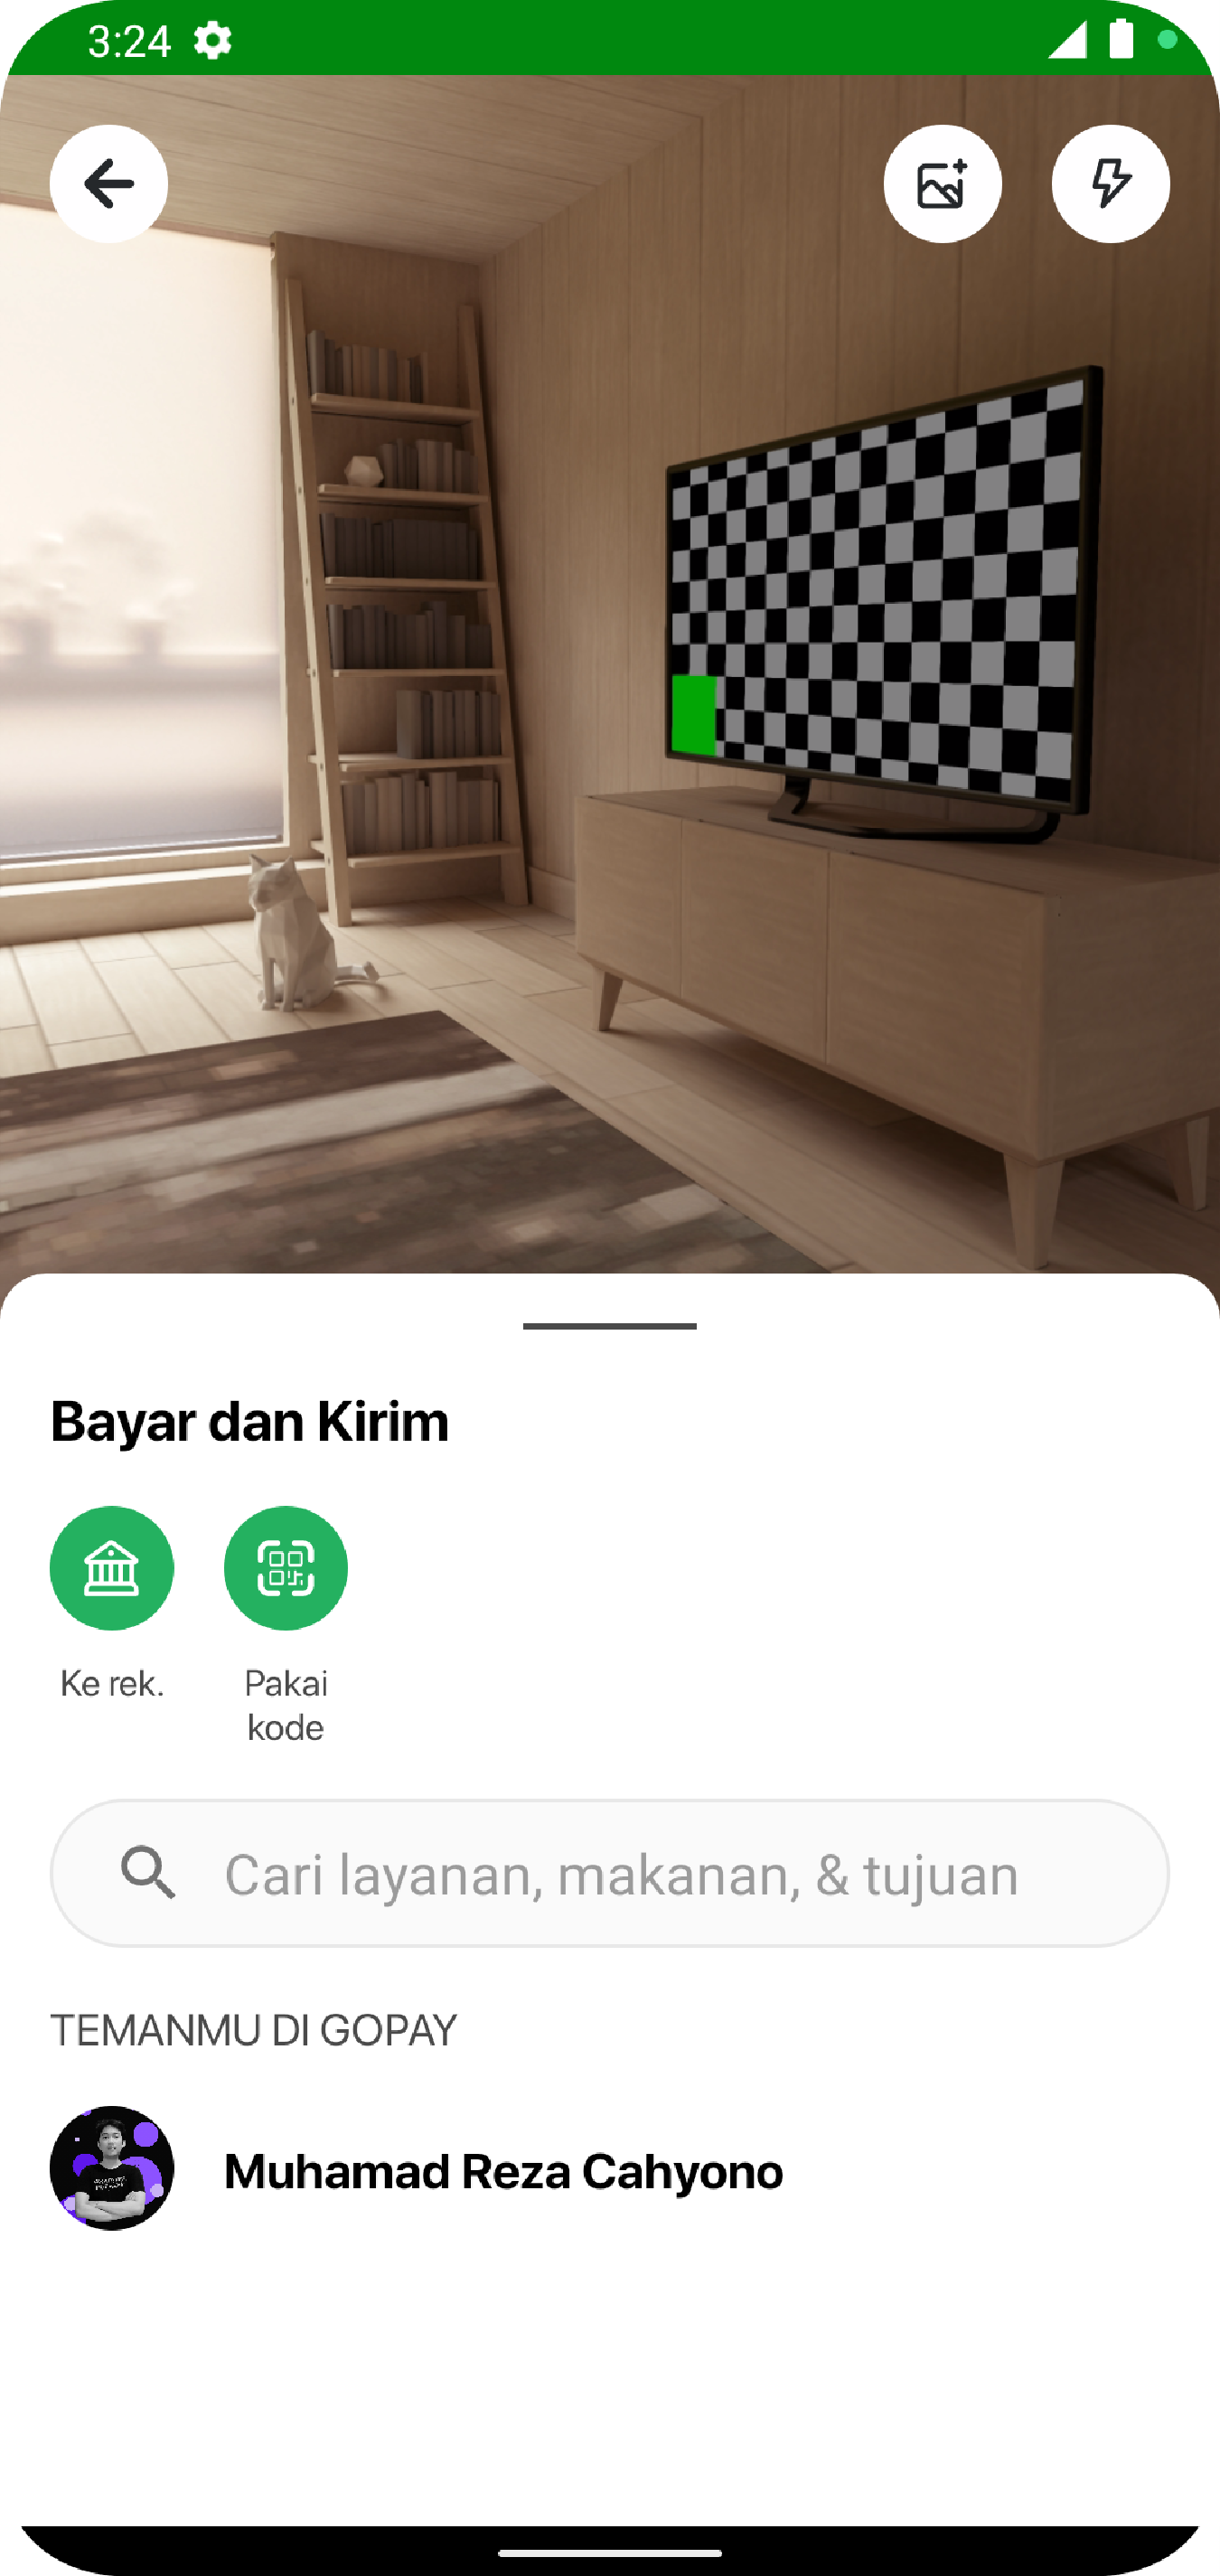 3:24
Bayar dan Kirim
Ke rek.
Pakai
kode
Cari layanan, makanan, & tujuan
TEMANMU DI GOPAY
Muhamad Reza Cahyono